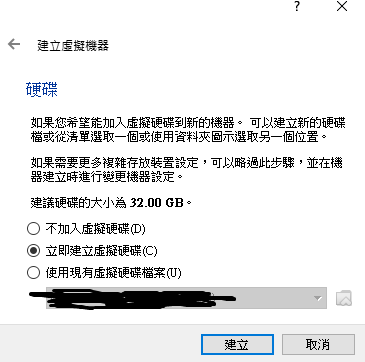 ?
建立虛擬機器
硬碟
如果您希望能加入虛擬硬碟到新的機器。 可以建立新的硬碟
檔或從清單選取一個或使用資料夾圖示選取另一個位置。
如果需要更多複雜存放裝置設定，可以略過此步驟，並在機
器建立時進行變更機器設定。
建議硬碟的大小為 32.00 GB。
不加入虛擬硬碟(D)
立即建立虛擬硬碟(C)
使用現有虛擬硬碟檔案(U)
建立
取消